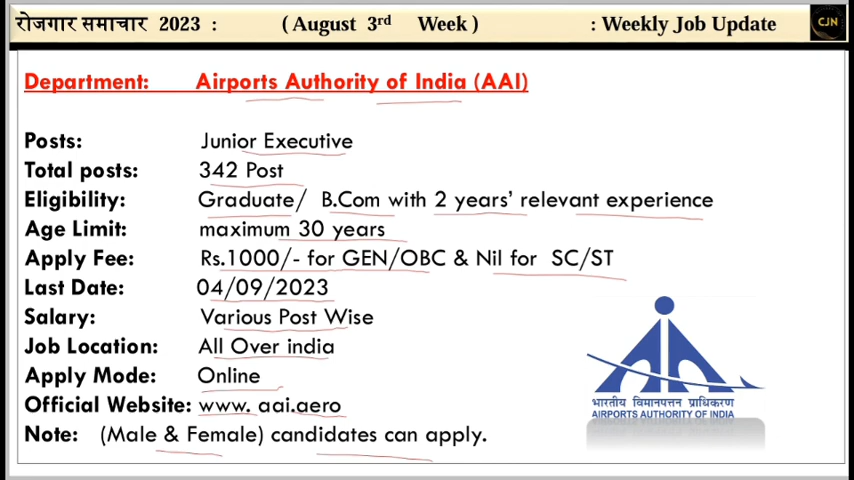 रोजगार समाचार 2023 : ( August 3rd Week ) : Weekly Job Update
CJN
Department: Airports Authority of India (AAI)
Posts: Junior Executive
Total posts: 342 Post
Eligibility: Graduate/ B.Com with 2 years' relevant experience
Age Limit: maximum 30 years
Apply Fee: Rs.1000/- for GEN/OBC & Nil for SC/ST
Last Date: 04/09/2023
Salary: Various Post Wise
Job Location: All Over india
Apply Mode: Online
Official Website: www. aai.aero
Note: (Male & Female) candidates can apply.
भारतीय विमानपत्तन प्राधिकरण
AIRPORTS AUTHORITY OF INDIA